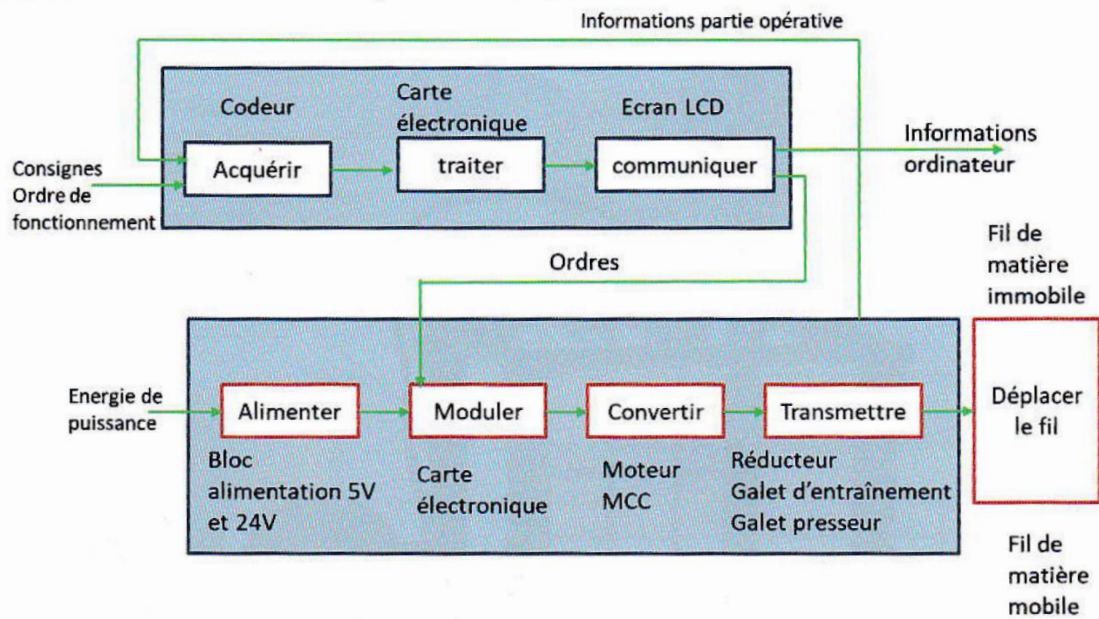 Informations partie opérative
Codeur
Carte
électronique
Ecran LCD
Consignes
Ordre de
fonctionnement
Acquérir
traiter
communiquer
Informations
ordinateur
Ordres
Fil de
matière
immobile
Energie de
puissance
Alimenter
Moduler
Convertir
Transmettre
Déplacer
le fil
Bloc
alimentation 5V
et 24V
Carte
électronique
Moteur
MCC
Réducteur
Galet d'entraînement
Galet presseur
Fil de
matière
mobile